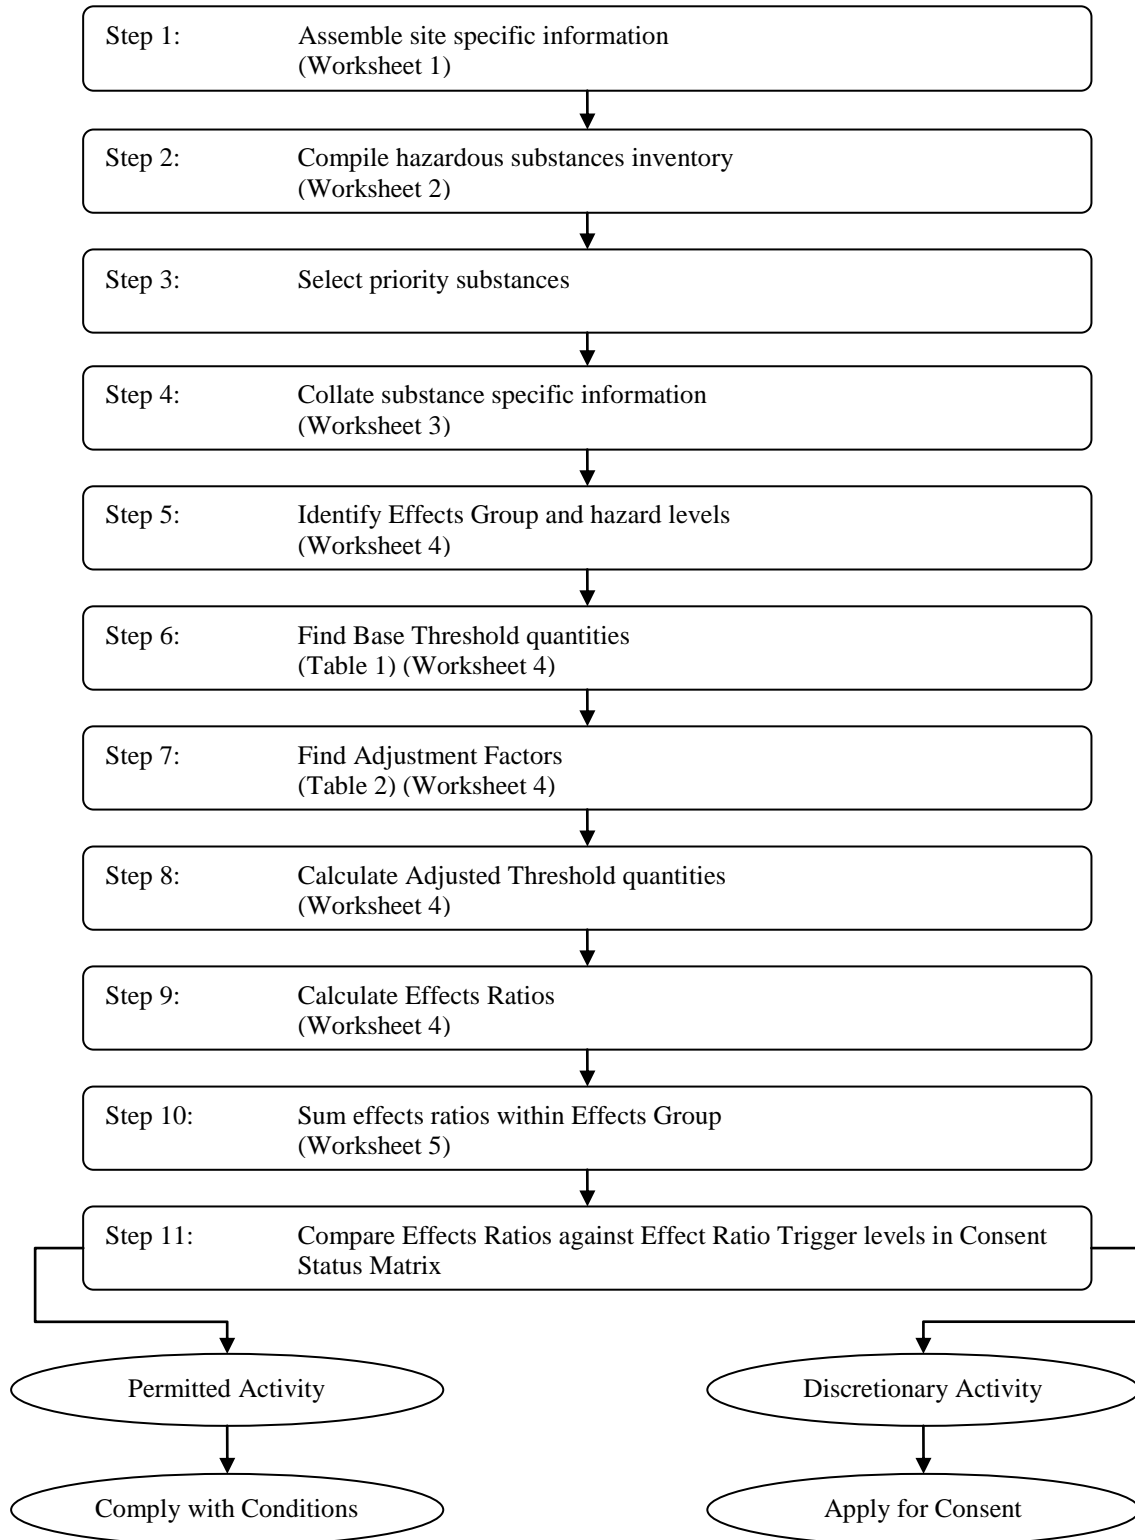 Step 1: Assemble site specific information
(Worksheet 1)
Step 2: Compile hazardous substances inventory
(Worksheet 2)
Step 3: Select priority substances
Step 4: Collate substance specific information
(Worksheet 3)
Step 5: Identify Effects Group and hazard levels
(Worksheet 4)
Step 6: Find Base Threshold quantities
(Table 1) (Worksheet 4)
Step 7: Find Adjustment Factors
(Table 2) (Worksheet 4)
Step 8: Calculate Adjusted Threshold quantities
(Worksheet 4)
Step 9: Calculate Effects Ratios
(Worksheet 4)
Step 10: Sum effects ratios within Effects Group
(Worksheet 5)
Step 11: Compare Effects Ratios against Effect Ratio Trigger levels in Consent
Status Matrix
Permitted Activity
Discretionary Activity
Comply with Conditions
Apply for Consent